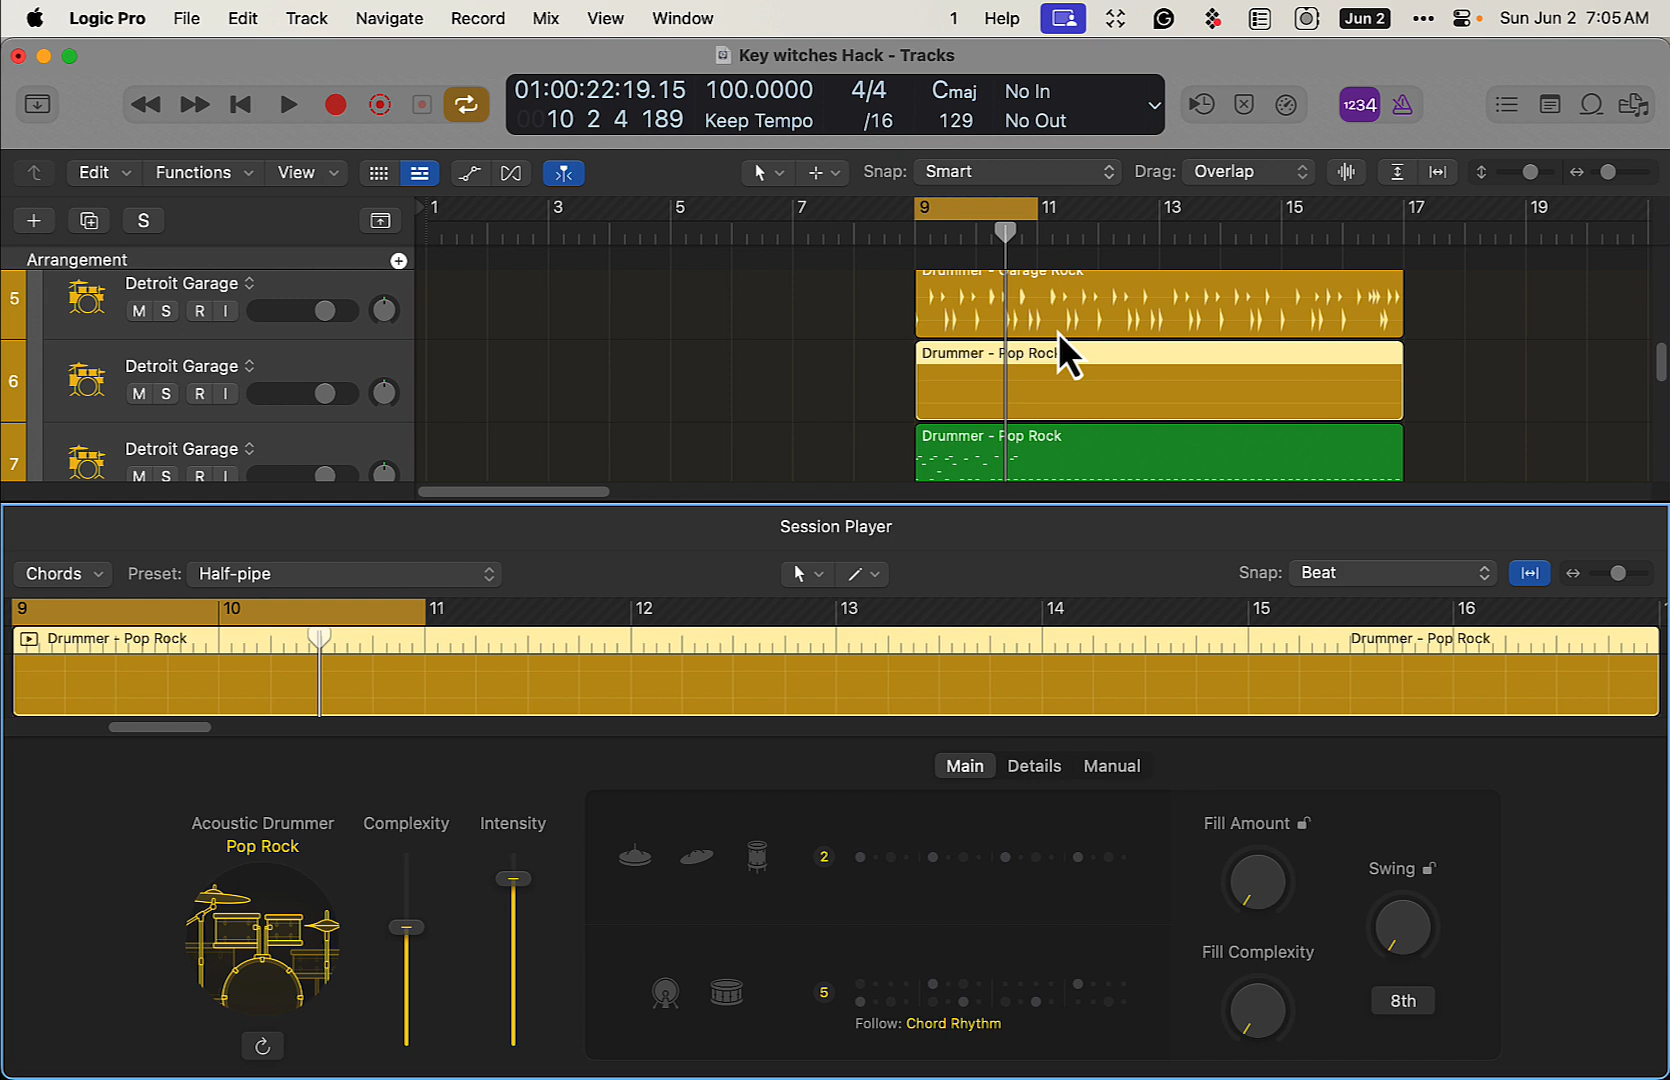 Logic Pro File Edit Track Navigate Record Mix View Window 1 Help Jun 2 Sun Jun 2 7:05 AM
Key witches Hack - Tracks
01:00:22:19.15 100.0000 4/4 Cmaj No In
0010 2 4 189 Keep Tempo /16 129 No Out
1234
Edit Functions View Snap: Smart Drag: Overlap
S
1 3 5 7 9 11 13 15 17 19
Arrangement
5 Detroit Garage
M S R I
Drummer - Garage Rock
6 Detroit Garage
M S R I
Drummer - Pop Rock
7 Detroit Garage
M S R I
Drummer - Pop Rock
Session Player
Chords Preset: Half-pipe Snap: Beat
9 10 11 12 13 14 15 16
Drummer - Pop Rock Drummer - Pop Rock
Main Details Manual
Acoustic Drummer Complexity Intensity
Pop Rock
2
5
Follow: Chord Rhythm
Fill Amount
Swing
Fill Complexity
8th